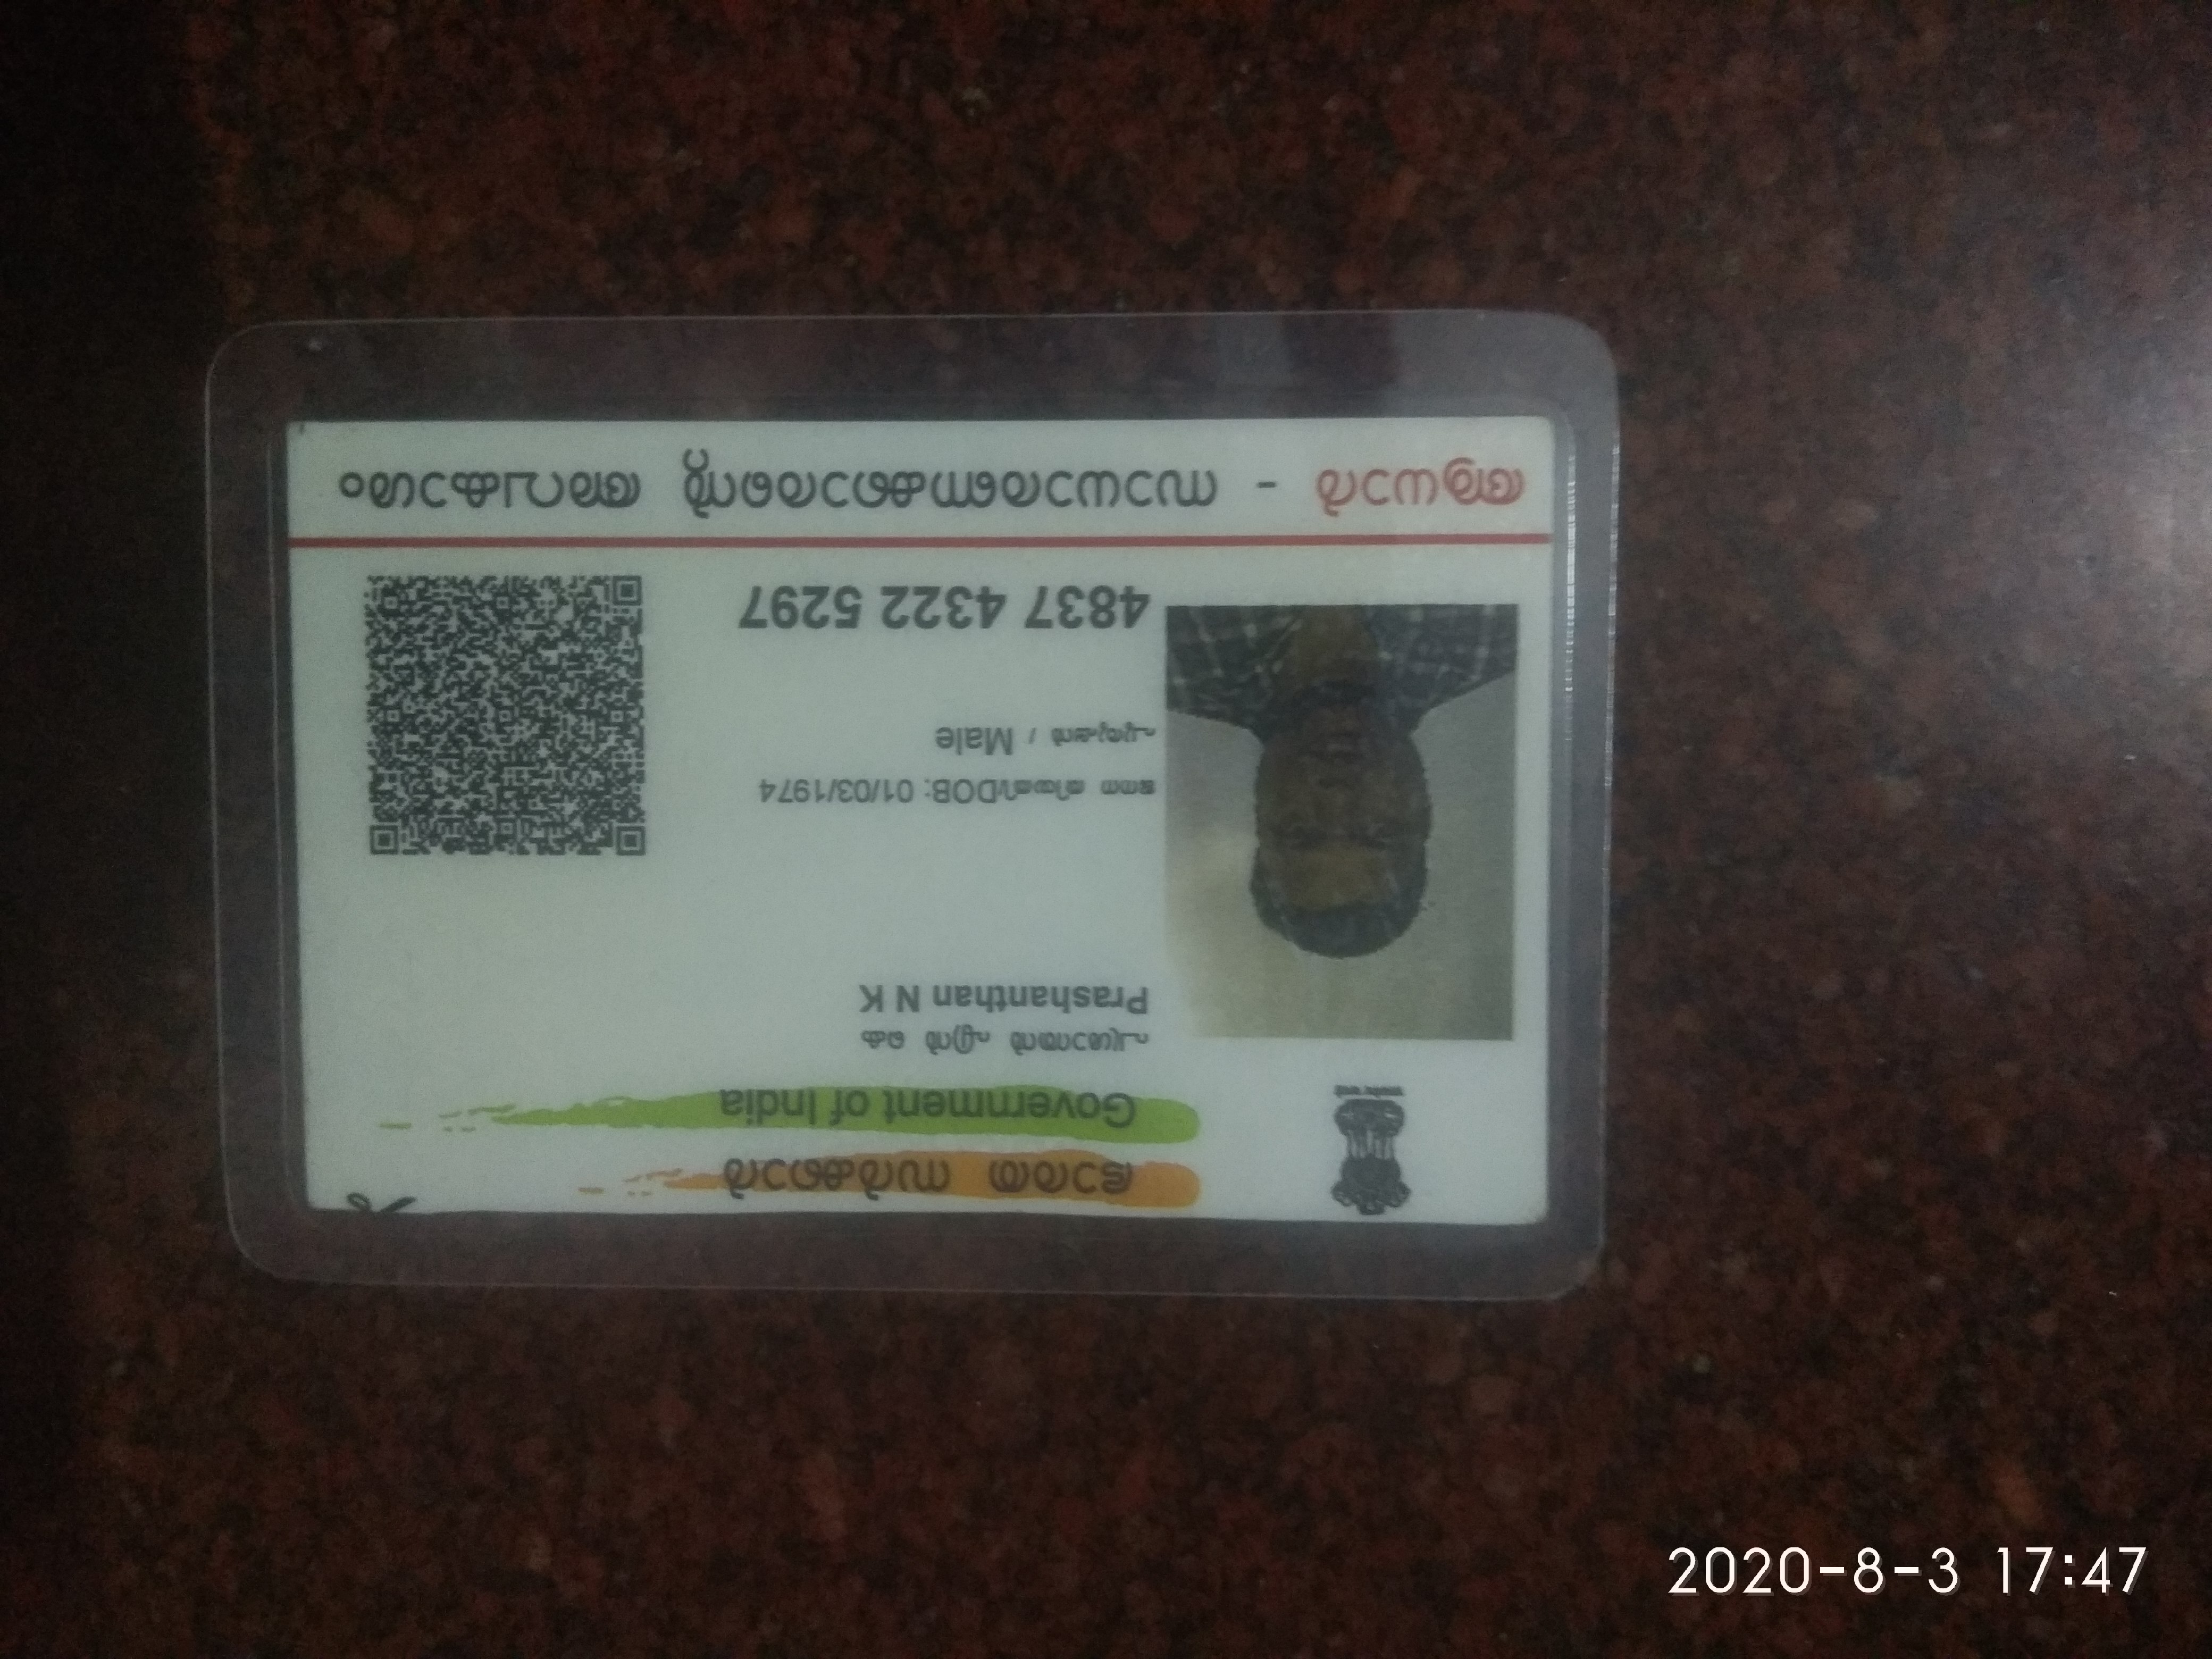 ഭാരത സർക്കാർ
Government of India
പ്രശാന്തൻ എൻ കെ
Prashanthan N K
ജനന തീയതി/DOB: 01/03/1974
പുരുഷൻ / Male
4837 4322 5297
ആധാർ - സാധാരണക്കാരന്റെ അവകാശം
2020-8-3 17:47